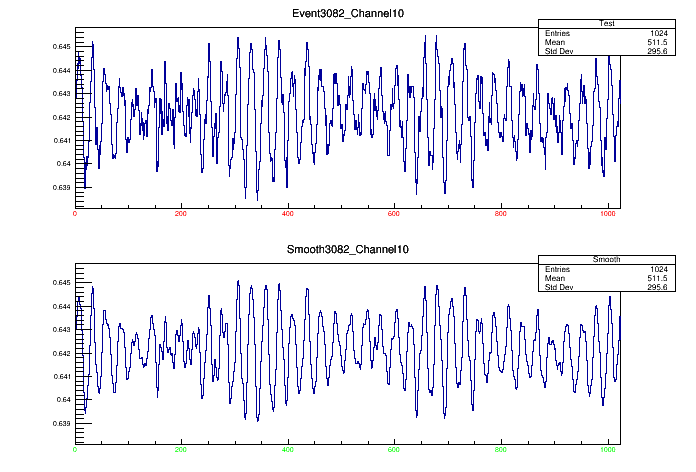 Event3082_Channel10
Test
Entries 1024
Mean 511.5
Std Dev 295.6
0.645
0.644
0.643
0.642
0.641
0.64
0.639
0 200 400 600 800 1000
Smooth3082_Channel10
Smooth
Entries 1024
Mean 511.5
Std Dev 295.6
0.645
0.644
0.643
0.642
0.641
0.64
0.639
0 200 400 600 800 1000